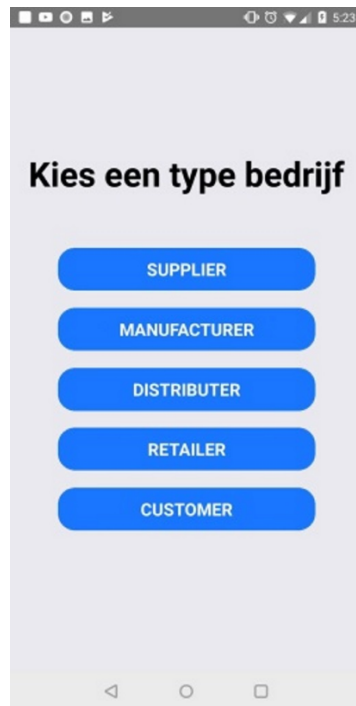 5:23
Kies een type bedrijf
SUPPLIER
MANUFACTURER
DISTRIBUTER
RETAILER
CUSTOMER